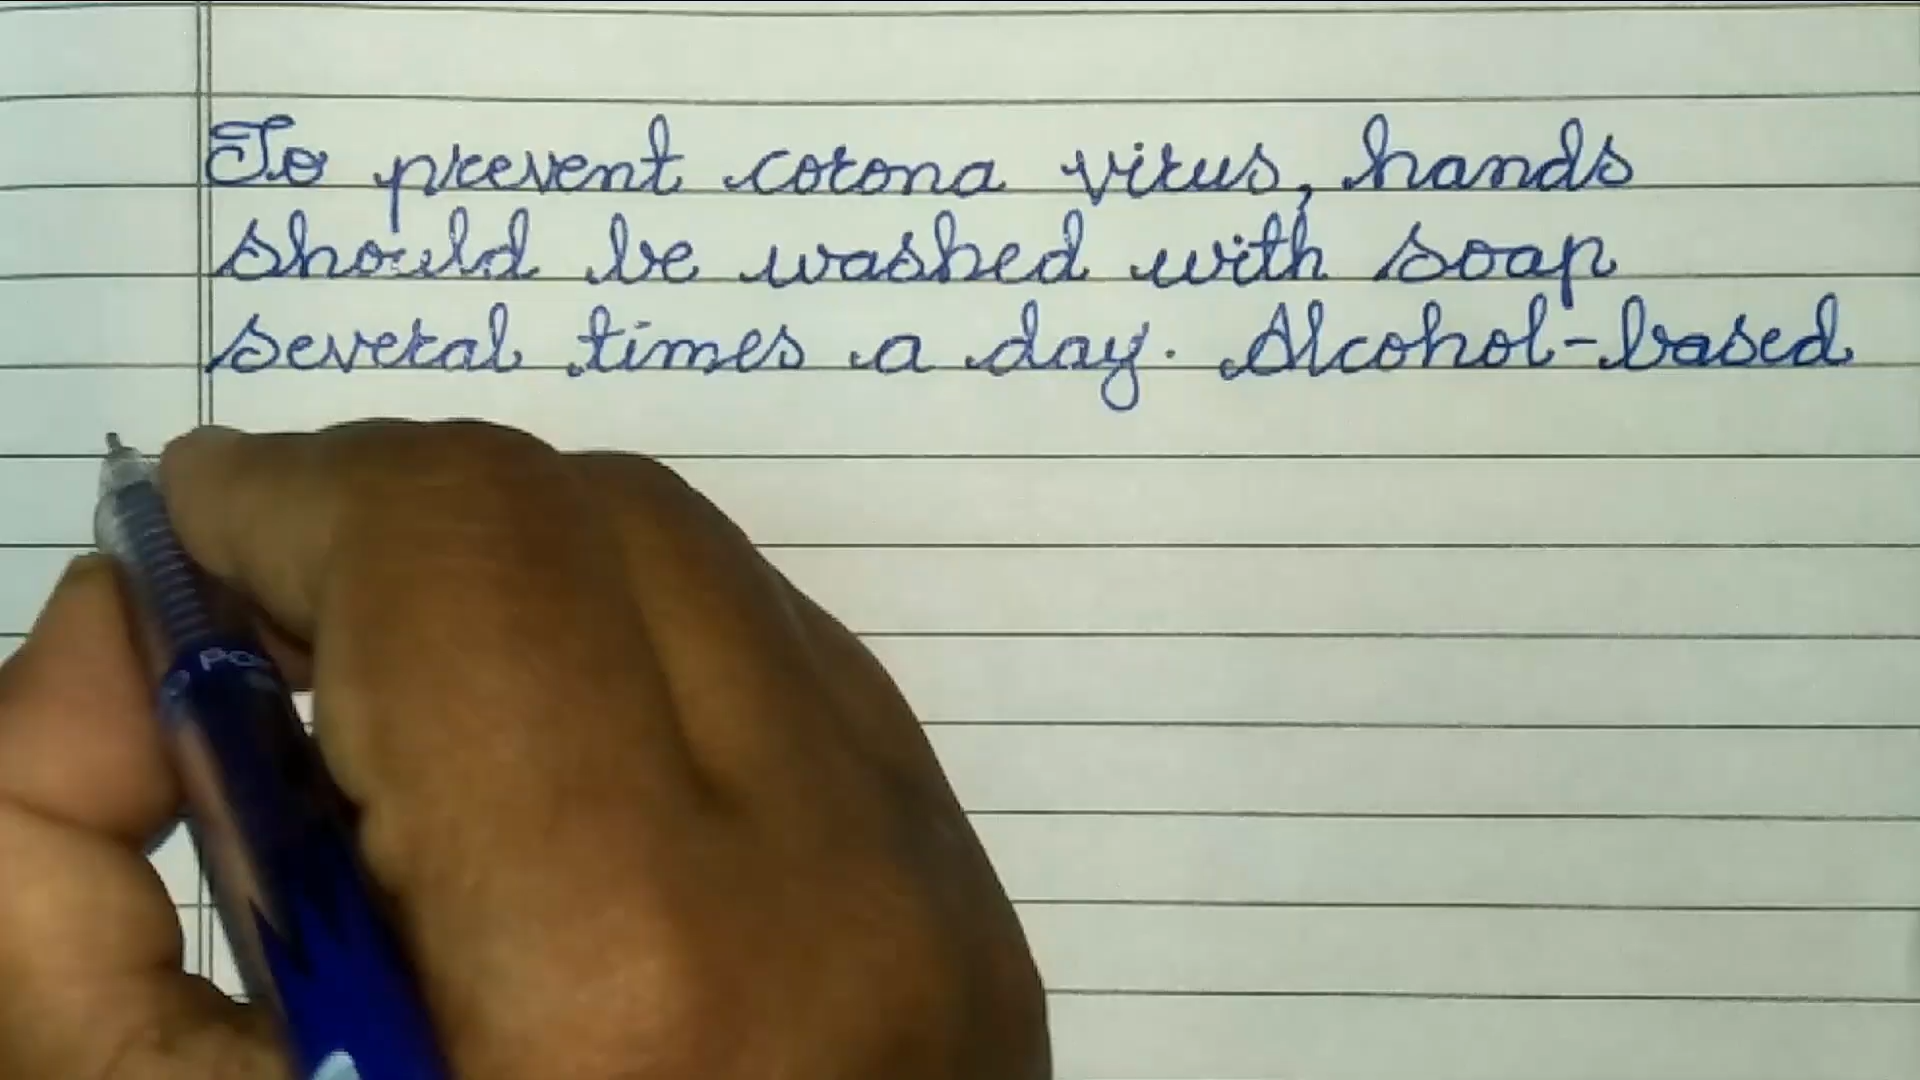 To prevent corona virus, hands
should be washed with soap
several times a day. Alcohol-based